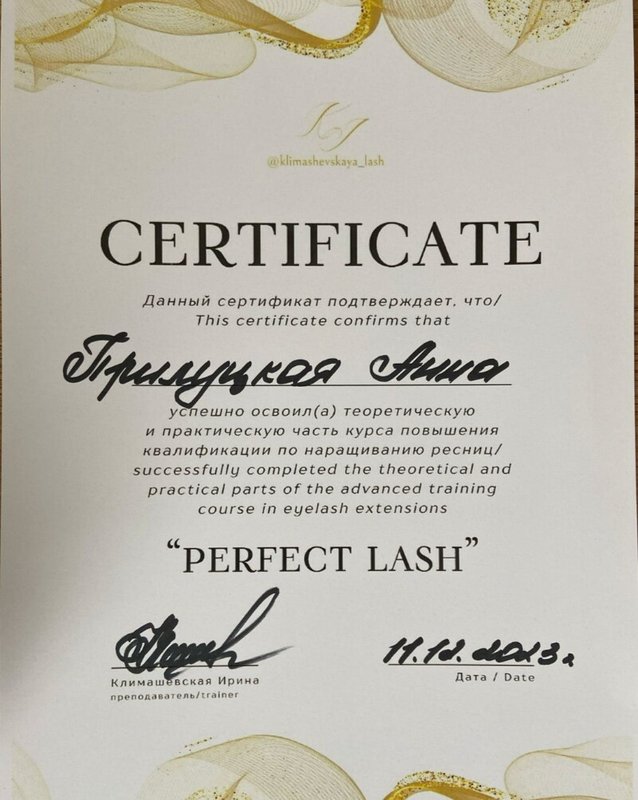 KJ
@klimashevskaya_lash
CERTIFICATE
Данный сертификат подтверждает, что/
This certificate confirms that
Прилуцкая Анна
успешно освоил(а) теоретическую
и практическую часть курса повышения
квалификации по наращиванию ресниц/
successfully completed the theoretical and
practical parts of the advanced training
course in eyelash extensions
“PERFECT LASH”
11.12.2023г
Климашевская Ирина
Дата / Date
преподаватель/trainer